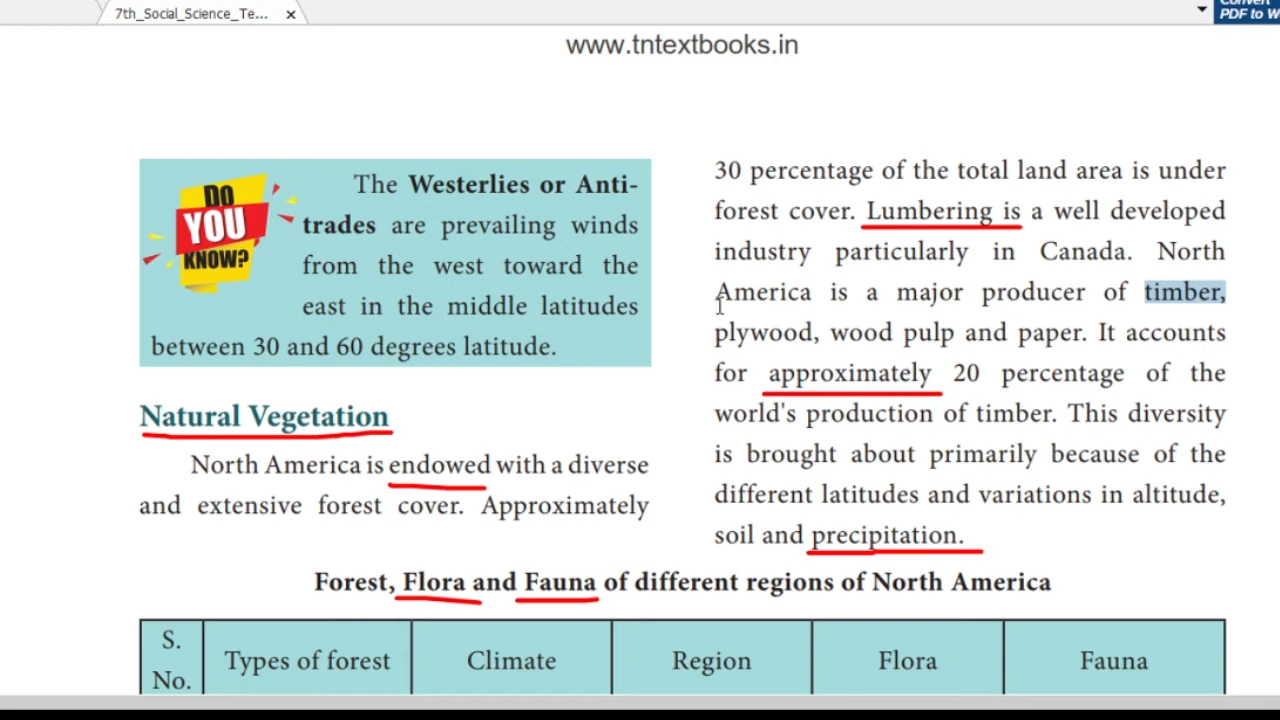 7th_Social_Science_Te...
Convert
PDF to W
www.tntextbooks.in
DO
YOU
KNOW?
The Westerlies or Anti-
trades are prevailing winds
from the west toward the
east in the middle latitudes
between 30 and 60 degrees latitude.
Natural Vegetation
North America is endowed with a diverse
and extensive forest cover. Approximately
30 percentage of the total land area is under
forest cover. Lumbering is a well developed
industry particularly in Canada. North
America is a major producer of timber,
plywood, wood pulp and paper. It accounts
for approximately 20 percentage of the
world's production of timber. This diversity
is brought about primarily because of the
different latitudes and variations in altitude,
soil and precipitation.
Forest, Flora and Fauna of different regions of North America
S.
No.
Types of forest
Climate
Region
Flora
Fauna